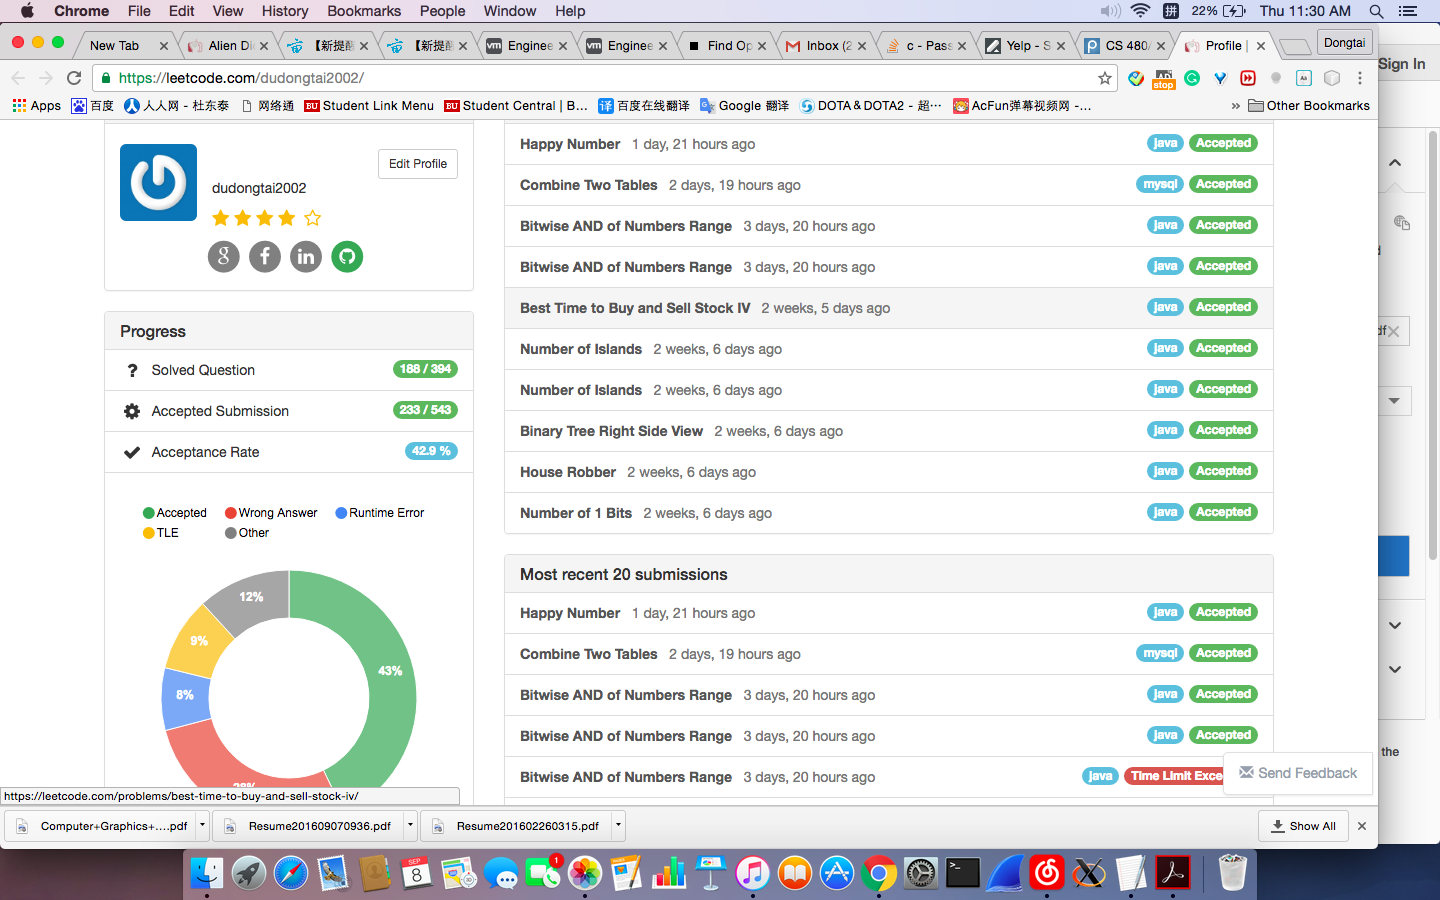 Chrome File Edit View History Bookmarks People Window Help 22% Thu 11:30 AM
New Tab Alien Di 【新提醒 【新提醒 Enginee Enginee Find Op Inbox (2 c - Pass Yelp - S CS 480/ Profile | Dongtai
https://leetcode.com/dudongtai2002/
Sign In
Apps 百度 人人网 - 杜东泰 网络通 BU Student Link Menu BU Student Central | B... 百度在线翻译 Google 翻译 DOTA&DOTA2 - 超... AcFun弹幕视频网 -... » Other Bookmarks
Edit Profile
dudongtai2002
Progress
Solved Question 188 / 394
Accepted Submission 233 / 543
Acceptance Rate 42.9 %
Accepted Wrong Answer Runtime Error
TLE Other
12%
9%
43%
8%
Happy Number 1 day, 21 hours ago java Accepted
Combine Two Tables 2 days, 19 hours ago mysql Accepted
Bitwise AND of Numbers Range 3 days, 20 hours ago java Accepted
Bitwise AND of Numbers Range 3 days, 20 hours ago java Accepted
Best Time to Buy and Sell Stock IV 2 weeks, 5 days ago java Accepted
Number of Islands 2 weeks, 6 days ago java Accepted
Number of Islands 2 weeks, 6 days ago java Accepted
Binary Tree Right Side View 2 weeks, 6 days ago java Accepted
House Robber 2 weeks, 6 days ago java Accepted
Number of 1 Bits 2 weeks, 6 days ago java Accepted
Most recent 20 submissions
Happy Number 1 day, 21 hours ago java Accepted
Combine Two Tables 2 days, 19 hours ago mysql Accepted
Bitwise AND of Numbers Range 3 days, 20 hours ago java Accepted
Bitwise AND of Numbers Range 3 days, 20 hours ago java Accepted
Bitwise AND of Numbers Range 3 days, 20 hours ago java Time Limit Exce
Send Feedback
the
https://leetcode.com/problems/best-time-to-buy-and-sell-stock-iv/
Computer+Graphics+....pdf Resume201609070936.pdf Resume201602260315.pdf Show All
SEP
8
1